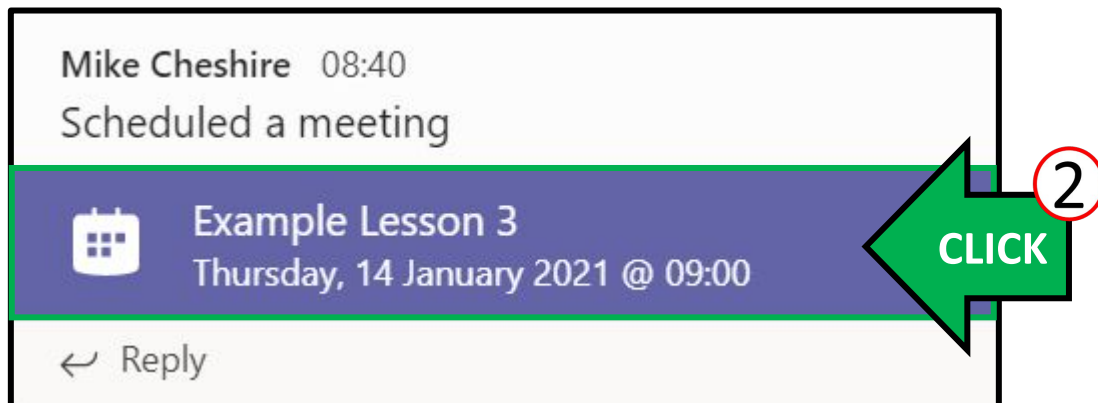 Mike Cheshire 08:40
Scheduled a meeting
Example Lesson 3
Thursday, 14 January 2021 @ 09:00
2
CLICK
Reply